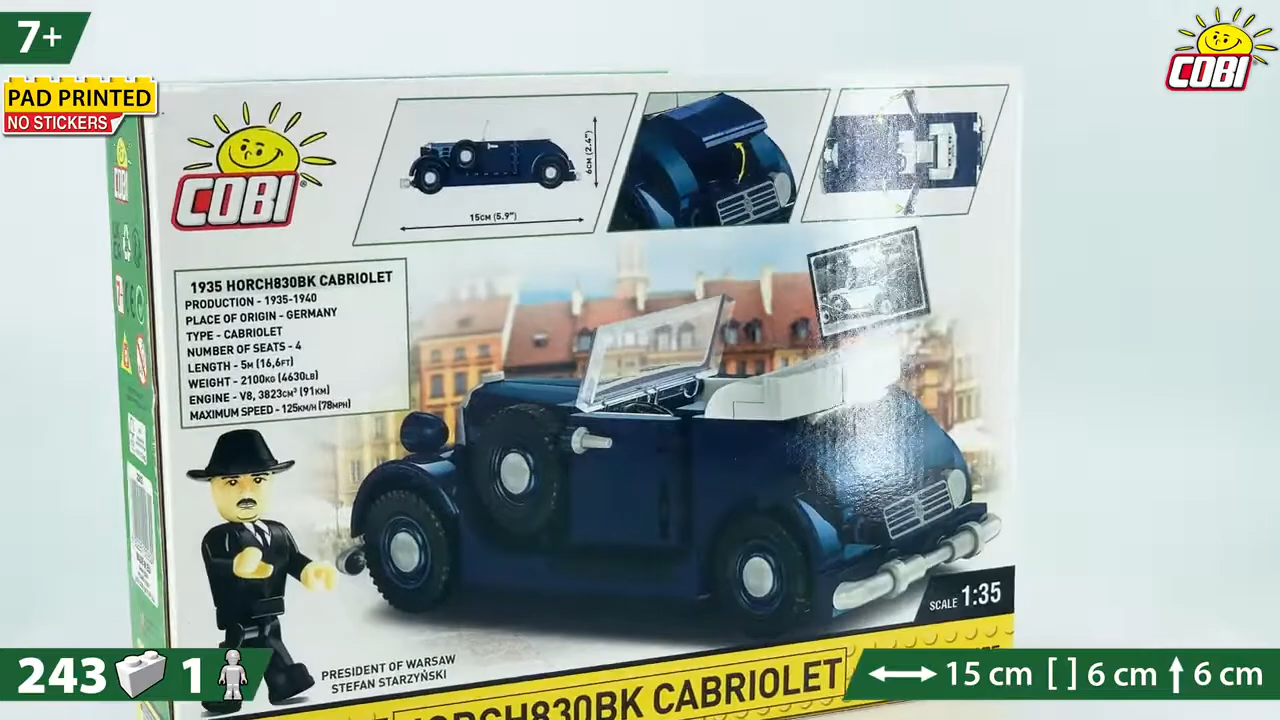 7+
COBI
PAD PRINTED
NO STICKERS
COBI
15CM (5.9")
6CM (2.4")
1935 HORCH830BK CABRIOLET
PRODUCTION - 1935-1940
PLACE OF ORIGIN - GERMANY
TYPE - CABRIOLET
NUMBER OF SEATS - 4
LENGTH - 5M (16,6FT)
WEIGHT - 2100KG (4630LB)
ENGINE - V8, 3823CM³ (91KM)
MAXIMUM SPEED - 125KM/H (78MPH)
SCALE 1:35
PRESIDENT OF WARSAW
STEFAN STARZYŃSKI
HORCH830BK CABRIOLET
243 1
15 cm [ ] 6 cm 6 cm